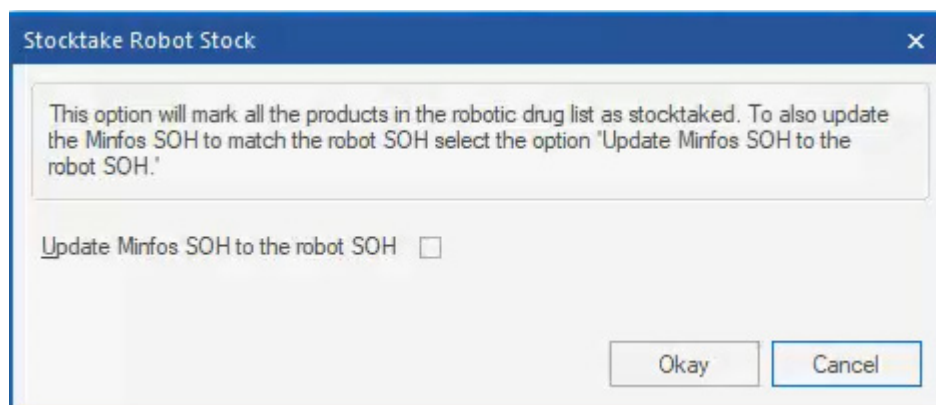 Stocktake Robot Stock
This option will mark all the products in the robotic drug list as stocktaked. To also update
the Minfos SOH to match the robot SOH select the option 'Update Minfos SOH to the
robot SOH.'
Update Minfos SOH to the robot SOH
Okay
Cancel